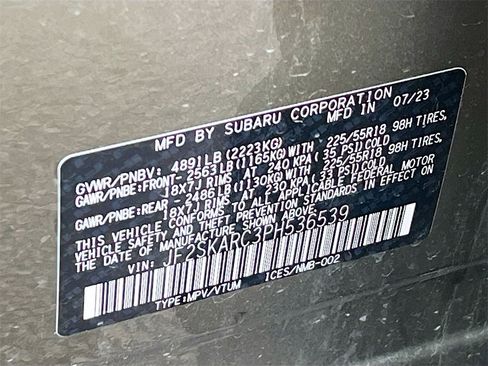 MFD BY SUBARU CORPORATION
MFD IN 07/23
GVWR/PNBV: 4891LB(2223KG)
GAWR/PNBE:FRONT- 2563LB(1165KG)WITH 225/55R18 98H TIRES,
18X7J RIMS AT 240 KPA( 35 PSI)COLD
GAWR/PNBE:REAR - 2486LB(1130KG)WITH 225/55R18 98H TIRES,
18X7J RIMS AT 230 KPA( 33 PSI)COLD
THIS VEHICLE CONFORMS TO ALL APPLICABLE FEDERAL MOTOR
VEHICLE SAFETY AND THEFT PREVENTION STANDARDS IN EFFECT
ON THE DATE OF MANUFACTURE SHOWN ABOVE.
VIN: JF2SKARC3PH536539
TYPE:MPV/VTUM ICES/NMB-002